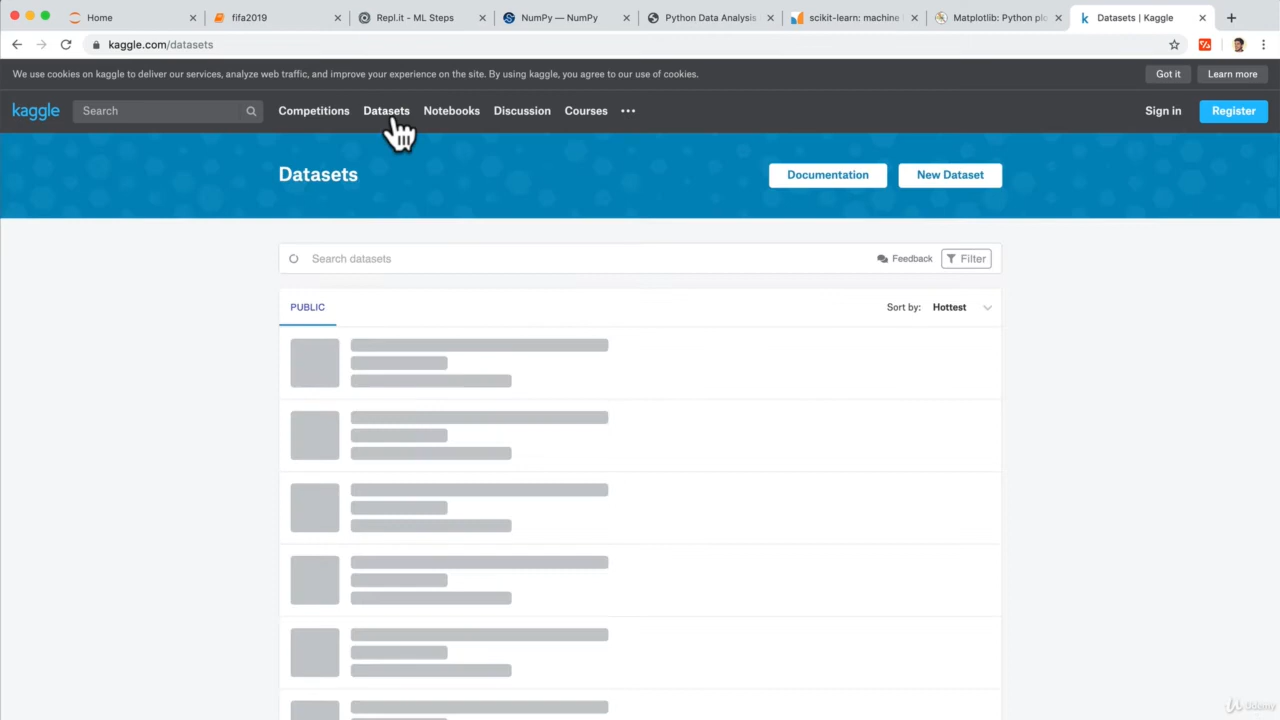 Home
fifa2019
Repl.it - ML Steps
NumPy — NumPy
Python Data Analysis
scikit-learn: machine
Matplotlib: Python plo
Datasets | Kaggle
kaggle.com/datasets
We use cookies on kaggle to deliver our services, analyze web traffic, and improve your experience on the site. By using kaggle, you agree to our use of cookies.
Got it
Learn more
kaggle
Search
Competitions
Datasets
Notebooks
Discussion
Courses
Sign in
Register
Datasets
Documentation
New Dataset
Search datasets
Feedback
Filter
PUBLIC
Sort by: Hottest
Udemy